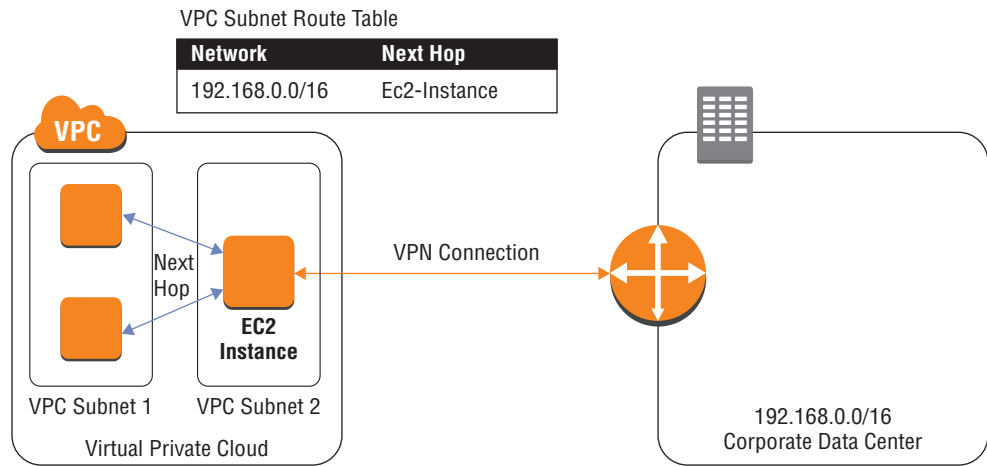 VPC Subnet Route Table
Network Next Hop
192.168.0.0/16 Ec2-Instance
VPC
Next
Hop
EC2
Instance
VPN Connection
VPC Subnet 1
VPC Subnet 2
Virtual Private Cloud
192.168.0.0/16
Corporate Data Center